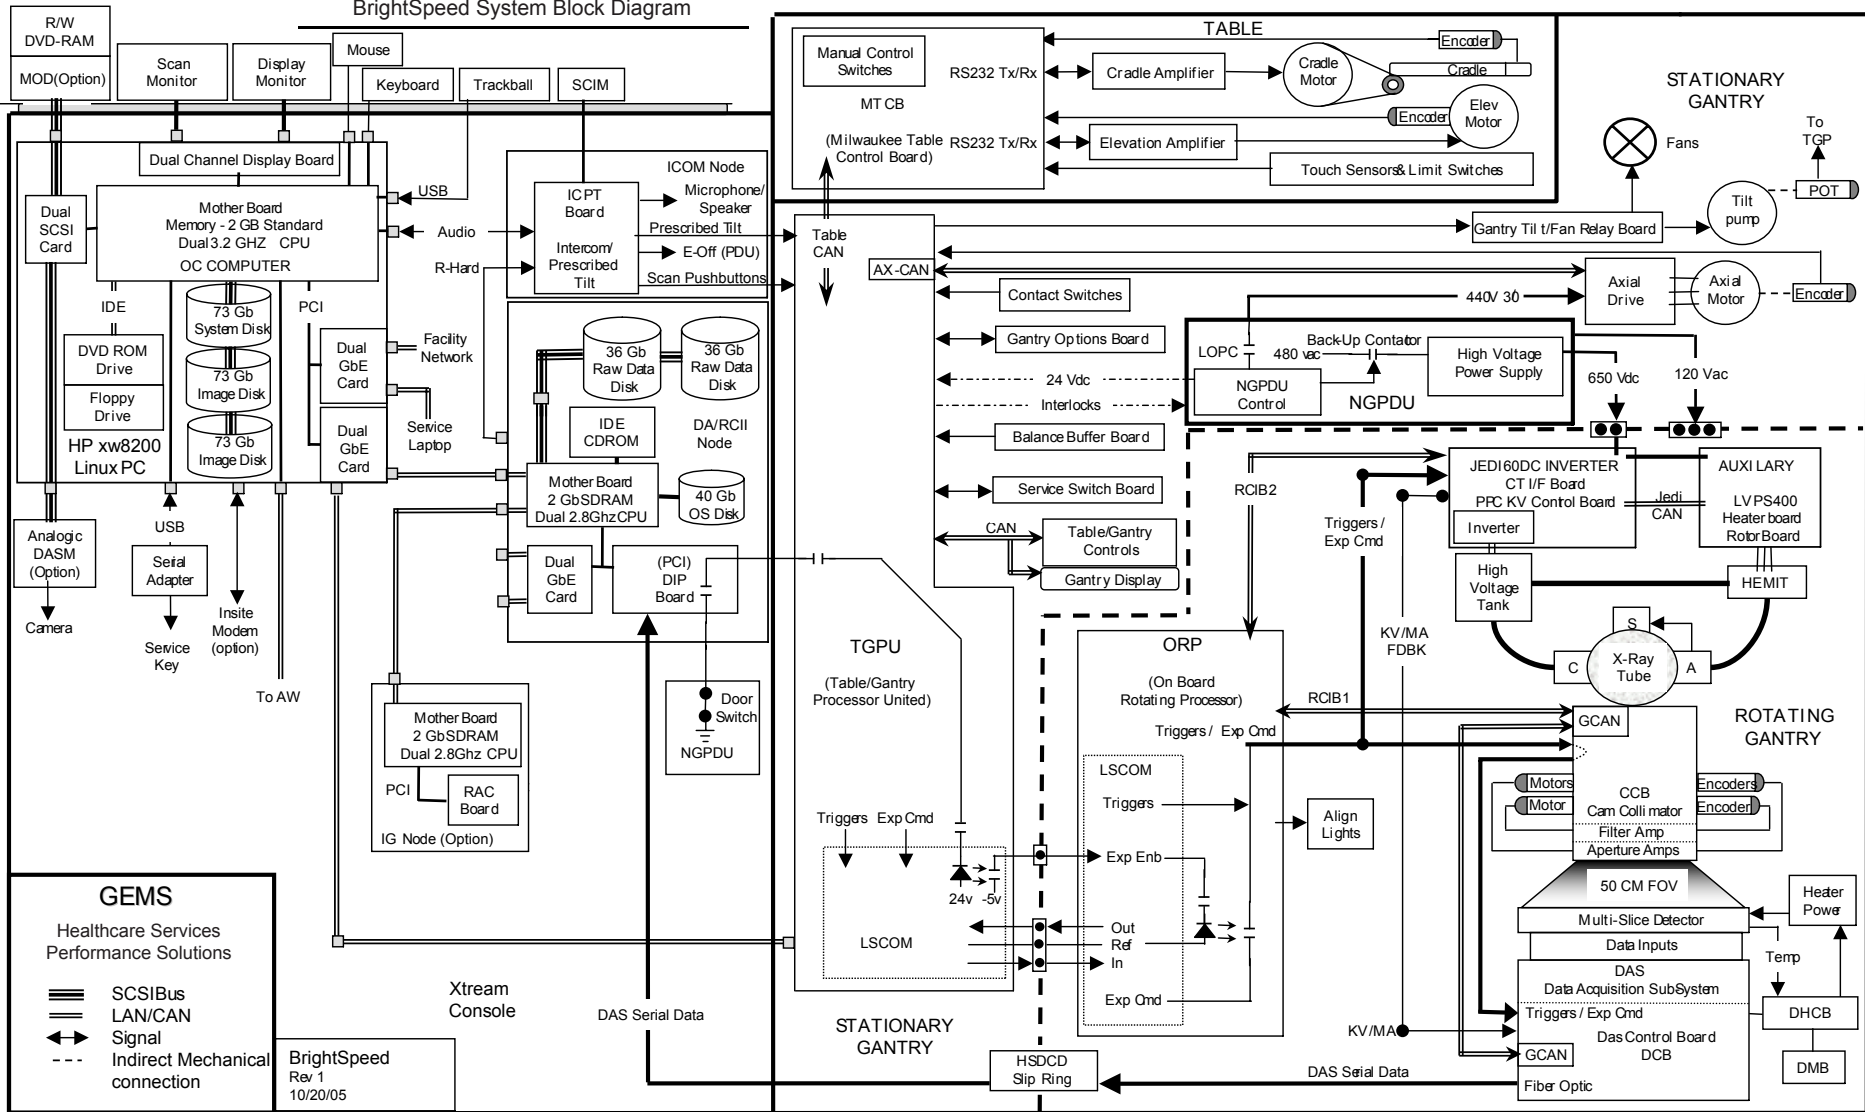 BrightSpeed System Block Diagram
R/W
DVD-RAM
MOD(Option)
Scan
Monitor
Display
Monitor
Mouse
Keyboard
Trackball
SCIM
Dual Channel Display Board
Dual
SCSI
Card
Mother Board
Memory - 2 GB Standard
Dual 3.2 GHZ CPU
OC COMPUTER
USB
Audio
R-Hard
IDE
PCI
73 Gb
System Disk
73 Gb
Image Disk
73 Gb
Image Disk
DVD ROM
Drive
Floppy
Drive
HP xw8200
Linux PC
Dual
GbE
Card
Dual
GbE
Card
Facility
Network
Service
Laptop
Analogic
DASM
(Option)
Camera
USB
Serial
Adapter
Service
Key
Insite
Modem
(option)
To AW
ICOM Node
ICPT
Board
Intercom/
Prescribed
Tilt
Microphone/
Speaker
Prescribed Tilt
E-Off (PDU)
Scan Pushbuttons
36 Gb
Raw Data
Disk
36 Gb
Raw Data
Disk
IDE
CDROM
DA/RCII
Node
Mother Board
2 GbSDRAM
Dual 2.8Ghz CPU
40 Gb
OS Disk
Dual
GbE
Card
(PCI)
DIP
Board
Door
Switch
NGPDU
Mother Board
2 GbSDRAM
Dual 2.8Ghz CPU
PCI
RAC
Board
IG Node (Option)
GEMS
Healthcare Services
Performance Solutions
SCSIBus
LAN/CAN
Signal
Indirect Mechanical
connection
BrightSpeed
Rev 1
10/20/05
Xtream
Console
DAS Serial Data
TABLE
Manual Control
Switches
MTCB
(Milwaukee Table
Control Board)
RS232 Tx/Rx
RS232 Tx/Rx
Cradle Amplifier
Cradle
Motor
Encoder
Cradle
Encoder
Elev
Motor
Elevation Amplifier
Touch Sensors& Limit Switches
STATIONARY
GANTRY
Fans
To
TGP
POT
Tilt
pump
Gantry Tilt/Fan Relay Board
Table
CAN
AX-CAN
Contact Switches
440V 30/
Axial
Drive
Axial
Motor
Encoder
Gantry Options Board
24 Vdc
Interlocks
LOPC
480 vac
Back-Up Contator
High Voltage
Power Supply
NGPDU
Control
NGPDU
650 Vdc
120 Vac
Balance Buffer Board
Service Switch Board
CAN
Table/Gantry
Controls
Gantry Display
TGPU
(Table/Gantry
Processor United)
Triggers Exp Cmd
24v -5v
LSCOM
STATIONARY
GANTRY
RCIB2
Triggers /
Exp Cmd
KV/MA
FDBK
JEDI 60DC INVERTER
CT I/F Board
PPC KV Control Board
Inverter
Jedi
CAN
AUXILARY
LVPS400
Heater board
Rotor Board
High
Voltage
Tank
HEMIT
S
C
X-Ray
Tube
A
ORP
(On Board
Rotating Processor)
RCIB1
Triggers / Exp Cmd
LSCOM
Triggers
Exp Enb
Out
Ref
In
Exp Cmd
Align
Lights
GCAN
ROTATING
GANTRY
Motors
Motor
Encoders
Encoder
CCB
Cam Collimator
Filter Amp
Aperture Amps
50 CM FOV
Multi-Slice Detector
Heater
Power
Data Inputs
Temp
DAS
Data Acquisition SubSystem
Triggers / Exp Cmd
Das Control Board
DCB
KV/MA
GCAN
Fiber Optic
DHCB
DMB
HSDCD
Slip Ring
DAS Serial Data